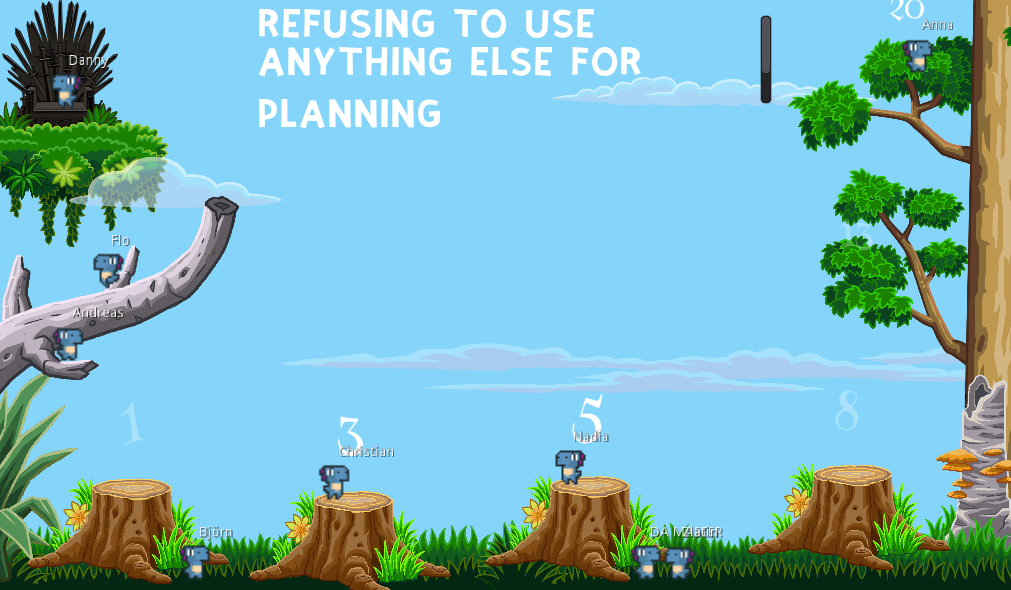 REFUSING TO USE
ANYTHING ELSE FOR
PLANNING
20
Anna
Danny
Flo
13
Andreas
1
3
5
8
Christian
Nadia
Björn